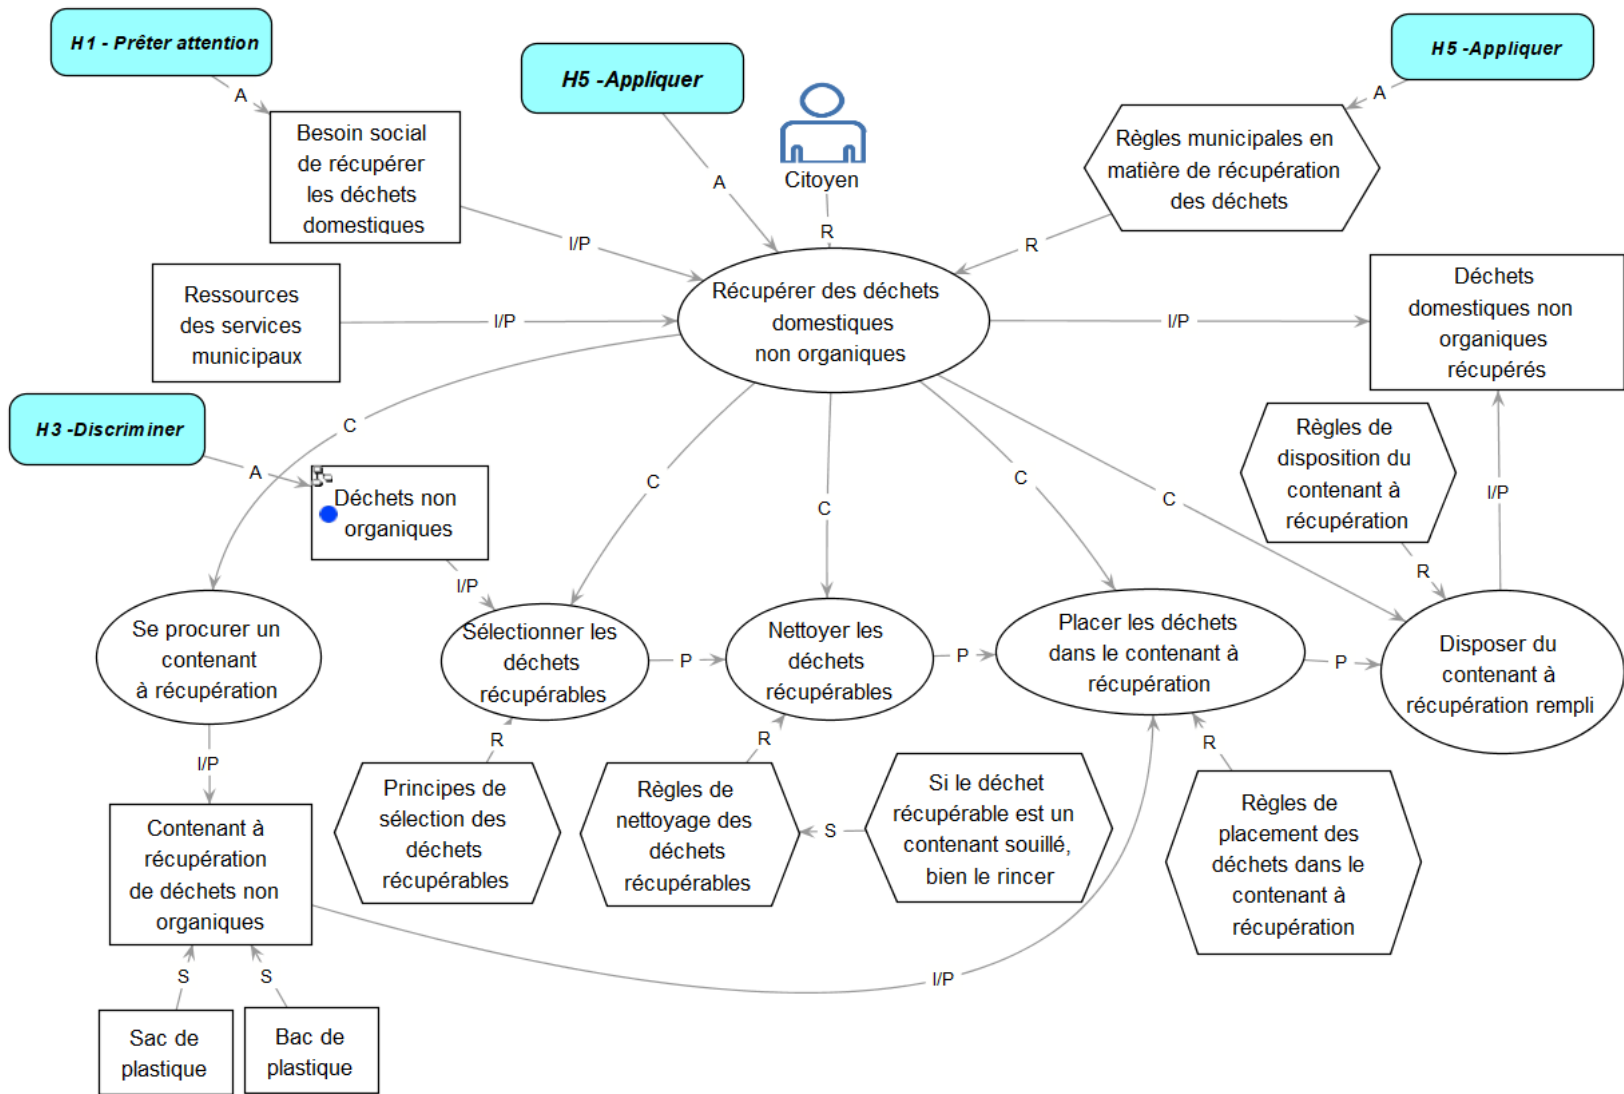 H1 - Prêter attention
A
Besoin social
de récupérer
les déchets
domestiques
I/P
H5 -Appliquer
A
Citoyen
R
H5 -Appliquer
A
Règles municipales en
matière de récupération
des déchets
R
Ressources
des services
municipaux
I/P
Récupérer des déchets
domestiques
non organiques
I/P
Déchets
domestiques non
organiques
récupérés
H3 -Discriminer
A
C
Déchets non
organiques
I/P
C
C
C
C
Règles de
disposition du
contenant à
récupération
R
I/P
Se procurer un
contenant
à récupération
Sélectionner les
déchets
récupérables
P
Nettoyer les
déchets
récupérables
P
Placer les déchets
dans le contenant à
récupération
P
Disposer du
contenant à
récupération rempli
I/P
R
R
R
Contenant à
récupération
de déchets non
organiques
Principes de
sélection des
déchets
récupérables
Règles de
nettoyage des
déchets
récupérables
S
Si le déchet
récupérable est un
contenant souillé,
bien le rincer
Règles de
placement des
déchets dans le
contenant à
récupération
S
S
I/P
Sac de
plastique
Bac de
plastique